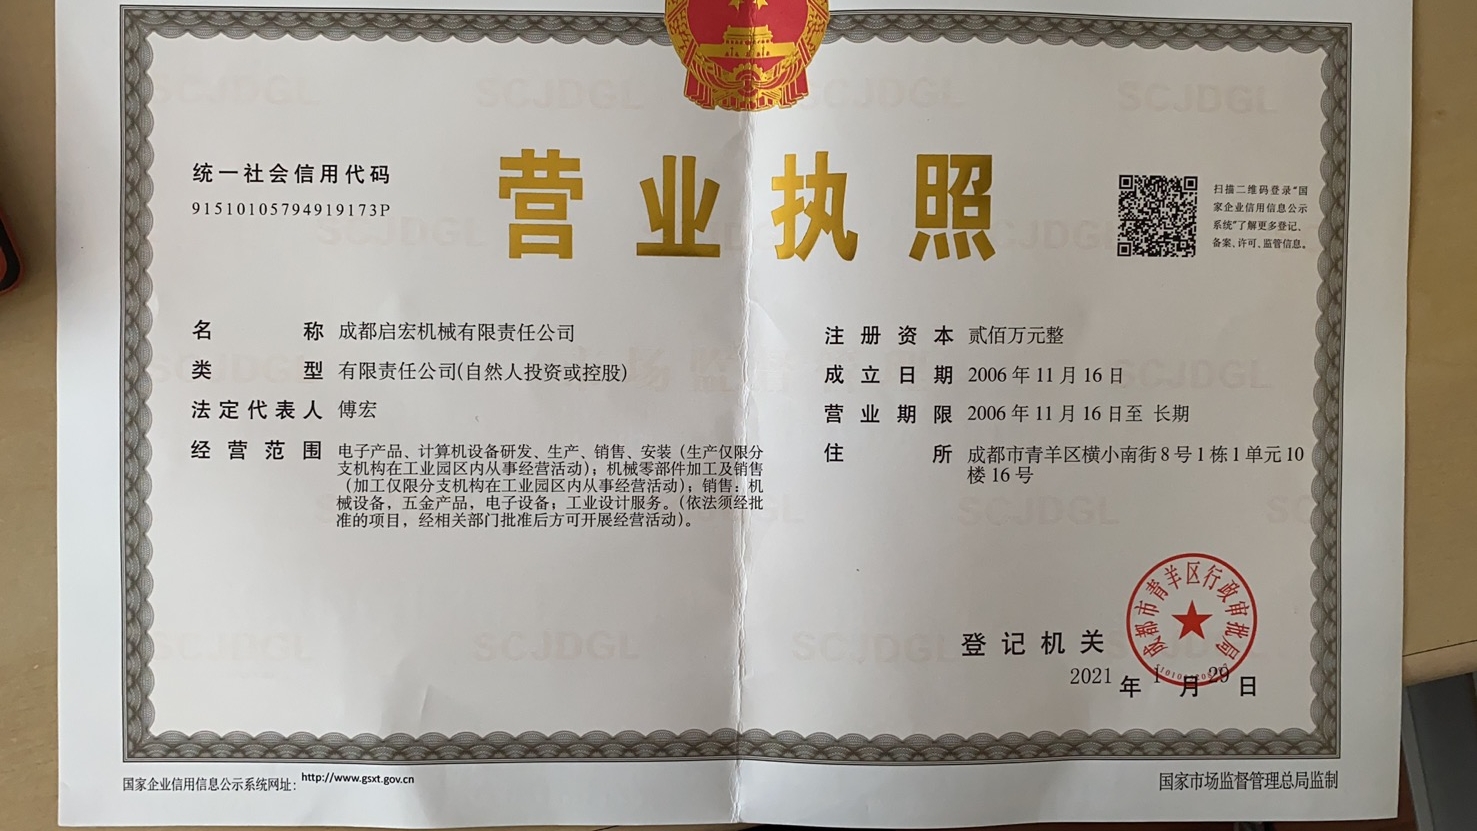 营业执照
统一社会信用代码
91510105794919173P
扫描二维码登录"国
家企业信用信息公示
系统"了解更多登记、
备案、许可、监管信息。
名称 成都启宏机械有限责任公司
类型 有限责任公司(自然人投资或控股)
法定代表人 傅宏
经营范围 电子产品、计算机设备研发、生产、销售、安装（生产仅限分
支机构在工业园区内从事经营活动）；机械零部件加工及销售
（加工仅限分支机构在工业园区内从事经营活动）；销售：机
械设备，五金产品，电子设备；工业设计服务。（依法须经批
准的项目，经相关部门批准后方可开展经营活动）。
注册资本 贰佰万元整
成立日期 2006年11月16日
营业期限 2006年11月16日至 长期
住所 成都市青羊区横小南街8号1栋1单元10
楼16号
登记机关
成都市青羊区行政审批局
2021年1月29日
国家企业信用信息公示系统网址：http://www.gsxt.gov.cn
国家市场监督管理总局监制
SCJDGL